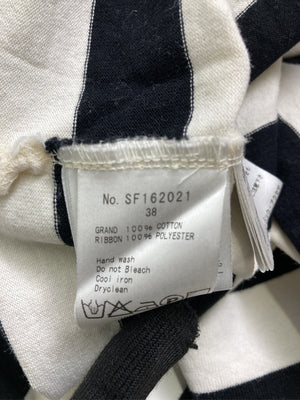 No. SF162021
38
GRAND 100% COTTON
RIBBON 100% POLYESTER
Hand wash
Do not Bleach
Cool iron
Dryclean